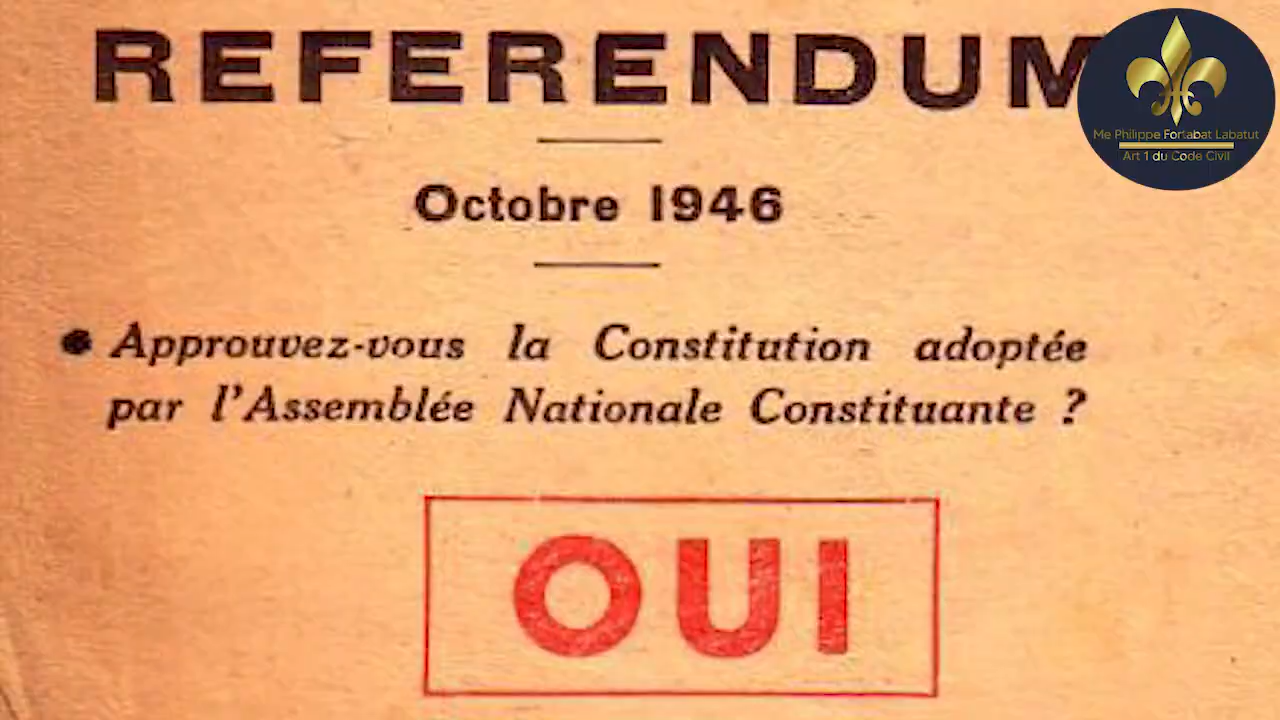 REFERENDUM
Octobre 1946
• Approuvez-vous la Constitution adoptée
par l'Assemblée Nationale Constituante ?
OUI
Me Philippe Fortabat Labatut
Art 1 du Code Civil